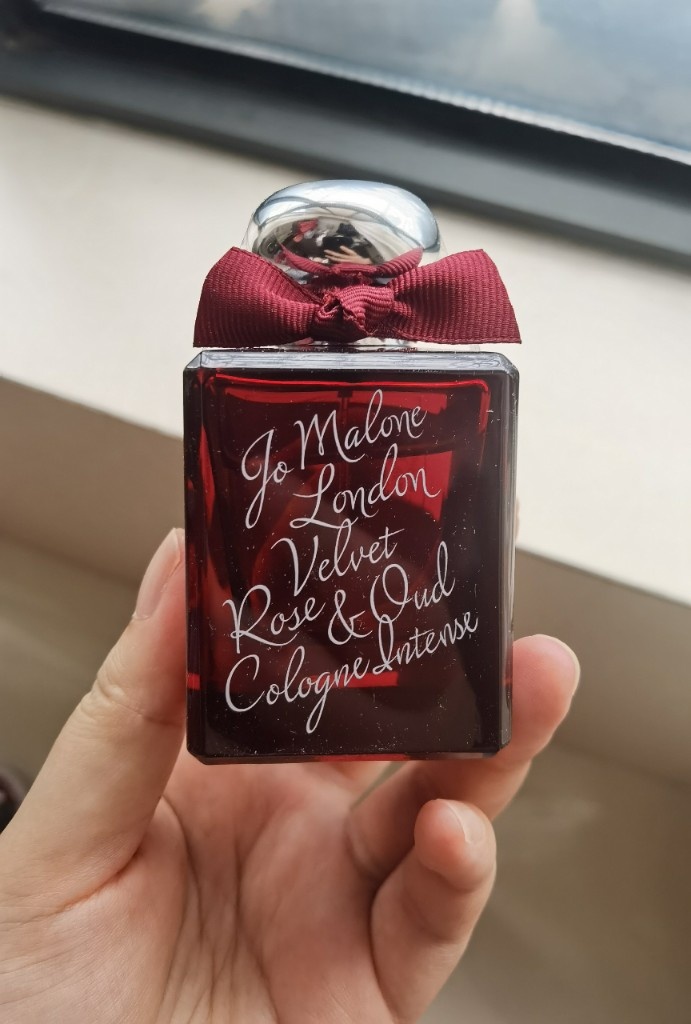 Jo Malone
London
Velvet
Rose & Oud
Cologne Intense